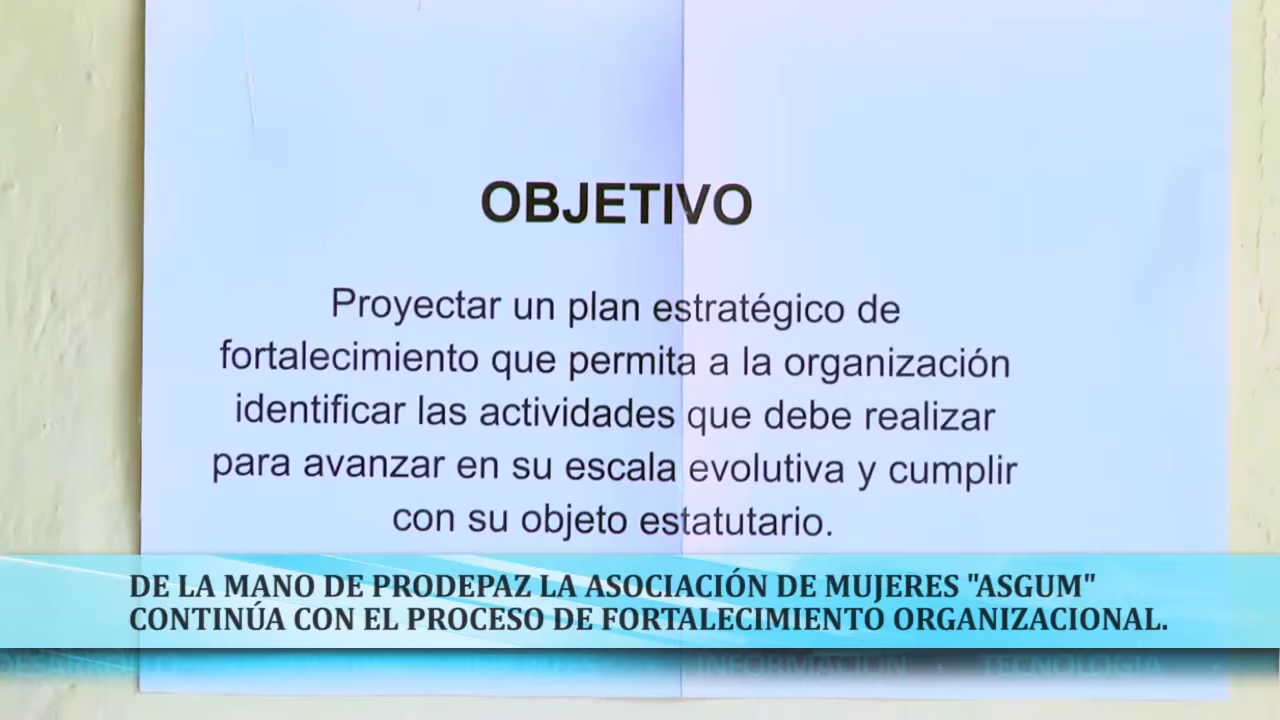 OBJETIVO
Proyectar un plan estratégico de
fortalecimiento que permita a la organización
identificar las actividades que debe realizar
para avanzar en su escala evolutiva y cumplir
con su objeto estatutario.
DE LA MANO DE PRODEPAZ LA ASOCIACIÓN DE MUJERES "ASGUM"
CONTINÚA CON EL PROCESO DE FORTALECIMIENTO ORGANIZACIONAL.
INFORMACIÓN TECNOLOGÍA